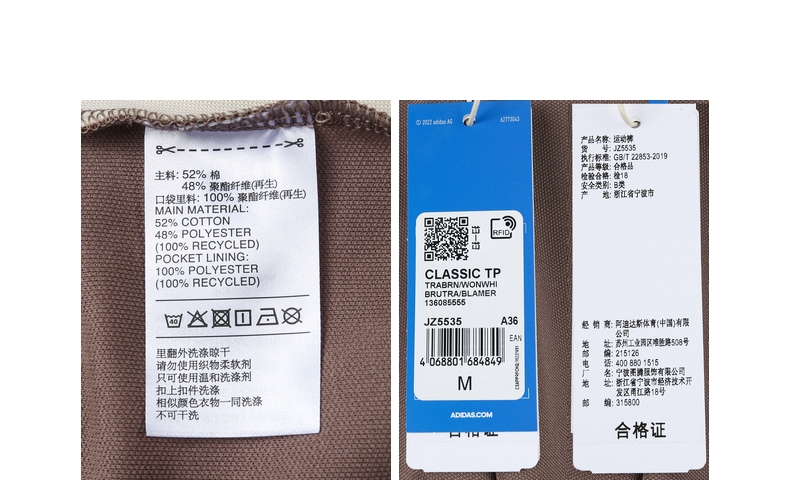 主料: 52% 棉
48% 聚酯纤维(再生)
口袋里料: 100% 聚酯纤维(再生)
MAIN MATERIAL:
52% COTTON
48% POLYESTER
(100% RECYCLED)
POCKET LINING:
100% POLYESTER
(100% RECYCLED)
40
里翻外洗涤晾干
请勿使用织物柔软剂
只可使用温和洗涤剂
扣上扣件洗涤
相似颜色衣物一同洗涤
不可干洗
© 2022 adidas AG
62773043
RFID
CLASSIC TP
TRABRN/WONWHI
BRUTRA/BLAMER
136085555
JZ5535 A36
EAN
4 068801 684849
M
ADIDAS.COM
合格证
产品名称: 运动裤
货 号: JZ5535
执行标准: GB/T 22853-2019
产品等级: 合格品
检验合格: 检18
安全类别: B类
产 地: 浙江省宁波市
经 销 商: 阿迪达斯体育(中国)有限
公司
地 址: 苏州工业园区唯胜路508号
邮 编: 215126
电 话: 400 880 1515
厂 名: 宁波图腾服饰有限公司
地 址: 浙江省宁波市经济技术开
发区甬江路18号
邮 编: 315800
合格证